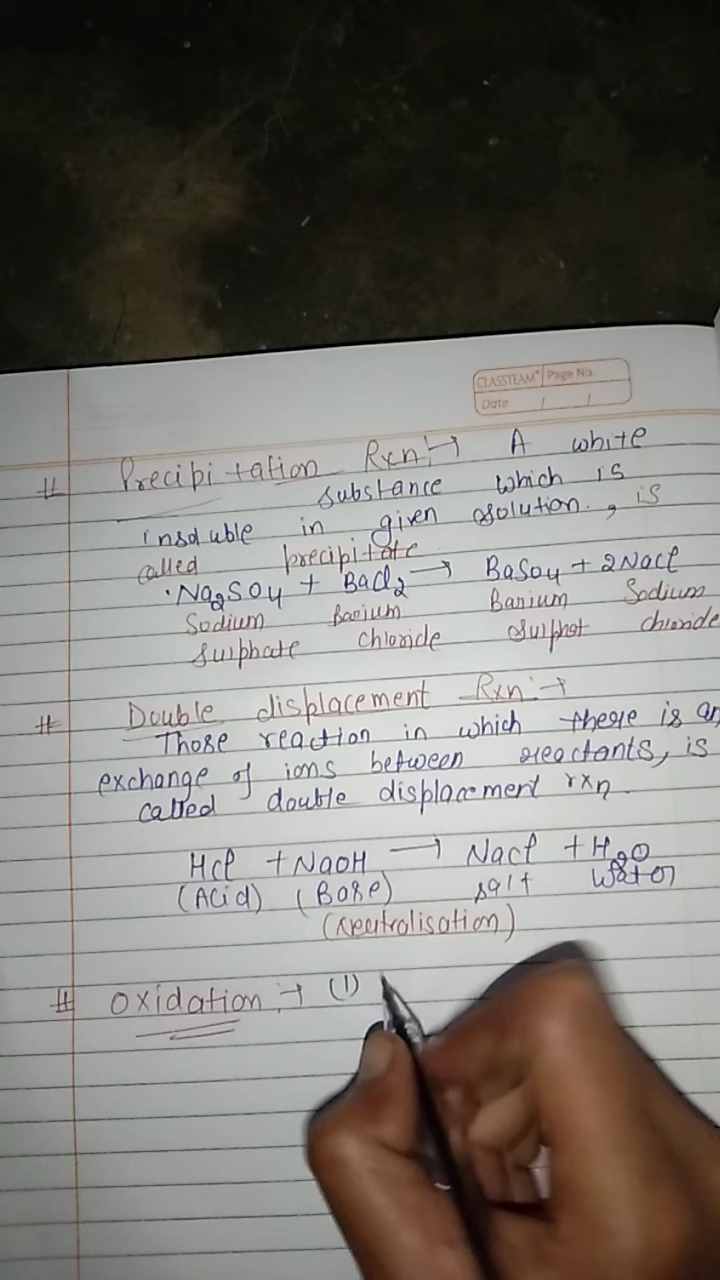 CLASSTEAM Page No.
Date / /
# Precipitation Rxn:→ A white
substance which is
insoluble in given solution, is
called precipitate
Na2SO4 + BaCl2 → BaSO4 + 2NaCl
Sodium Barium Barium Sodium
Sulphate chloride Sulphat chloride
# Double displacement Rxn:→
Those reaction in which there is an
exchange of ions between reactants, is
called double displacement rxn.
HCl + NaOH → NaCl + H2O
(Acid) (Base) salt water
(Neutralisation)
# Oxidation :→ (1)